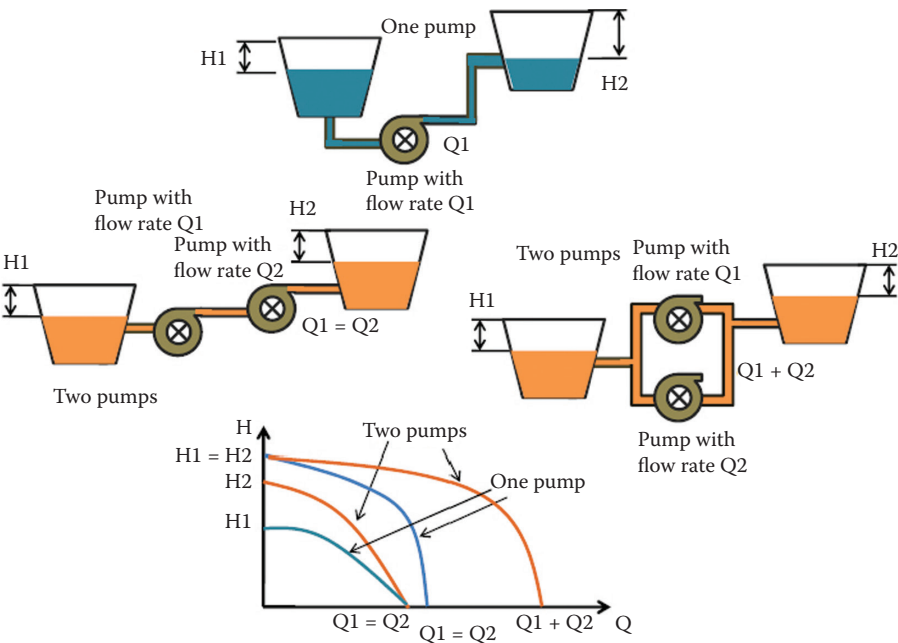 One pump
H1
H2
Q1
Pump with
flow rate Q1
Pump with
flow rate Q1
H2
Pump with
flow rate Q2
H1
Q1 = Q2
Two pumps
Two pumps
Pump with
flow rate Q1
H2
H1
Q1 + Q2
Pump with
flow rate Q2
H
Two pumps
H1 = H2
H2
One pump
H1
Q1 = Q2
Q1 = Q2
Q1 + Q2
Q